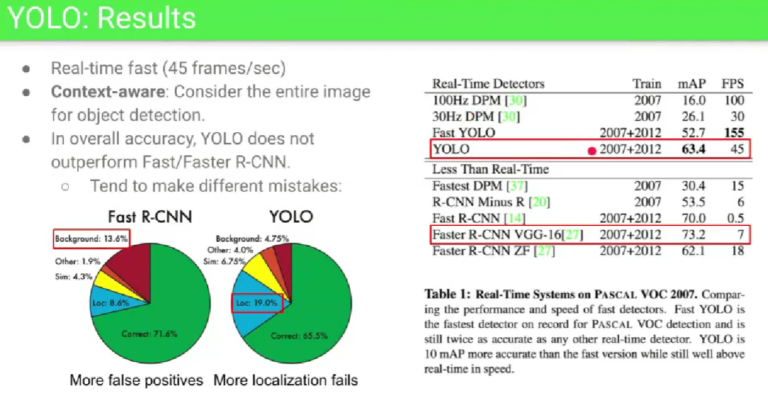 YOLO: Results
● Real-time fast (45 frames/sec)
● Context-aware: Consider the entire image
for object detection.
● In overall accuracy, YOLO does not
outperform Fast/Faster R-CNN.
○ Tend to make different mistakes:
Fast R-CNN
Background: 13.6%
Other: 1.9%
Sim: 4.3%
Loc: 8.6%
Correct: 71.6%
More false positives
YOLO
Background: 4.75%
Other: 4.0%
Sim: 6.75%
Loc: 19.0%
Correct: 65.5%
More localization fails
Real-Time Detectors Train mAP FPS
100Hz DPM [30] 2007 16.0 100
30Hz DPM [30] 2007 26.1 30
Fast YOLO 2007+2012 52.7 155
YOLO 2007+2012 63.4 45
Less Than Real-Time
Fastest DPM [37] 2007 30.4 15
R-CNN Minus R [20] 2007 53.5 6
Fast R-CNN [14] 2007+2012 70.0 0.5
Faster R-CNN VGG-16[27] 2007+2012 73.2 7
Faster R-CNN ZF [27] 2007+2012 62.1 18
Table 1: Real-Time Systems on PASCAL VOC 2007. Compar-
ing the performance and speed of fast detectors. Fast YOLO is
the fastest detector on record for PASCAL VOC detection and is
still twice as accurate as any other real-time detector. YOLO is
10 mAP more accurate than the fast version while still well above
real-time in speed.